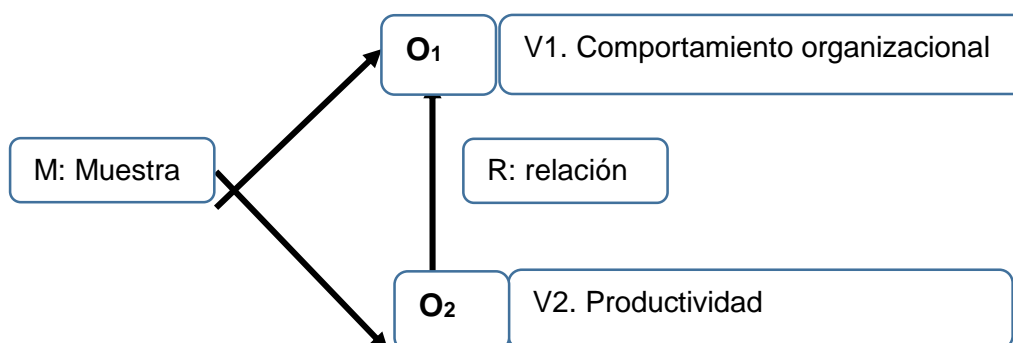 O1
V1. Comportamiento organizacional
M: Muestra
R: relación
O2
V2. Productividad